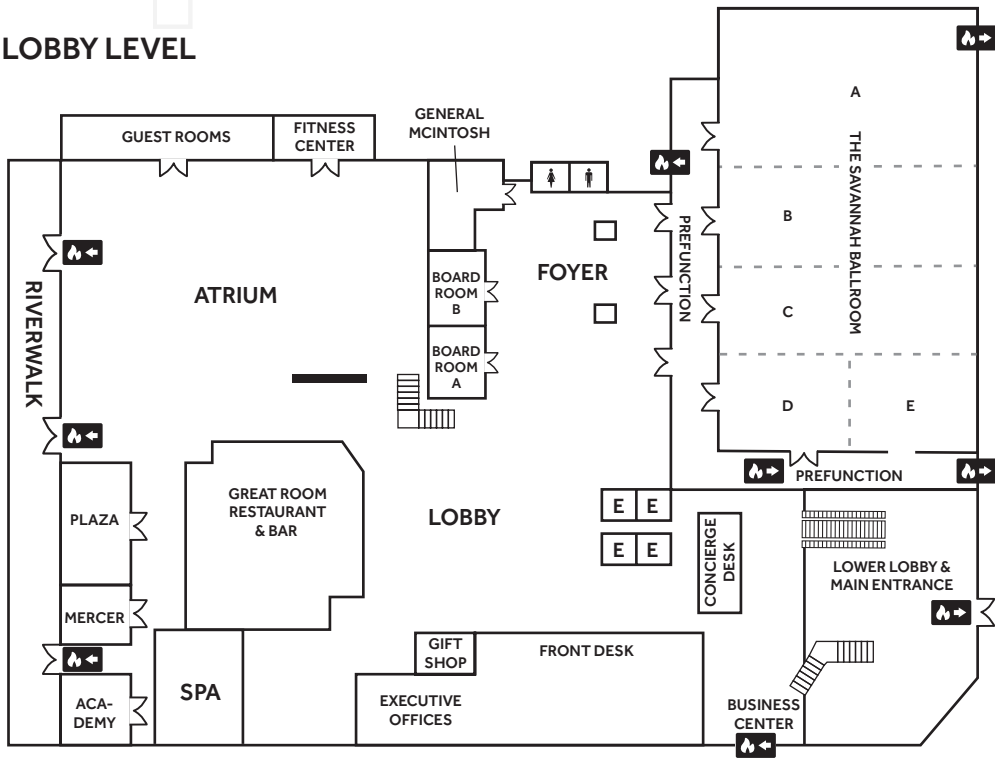 LOBBY LEVEL
GUEST ROOMS
FITNESS
CENTER
GENERAL
MCINTOSH
A
THE SAVANNAH BALLROOM
B
C
D
E
PREFUNCTION
PREFUNCTION
FOYER
BOARD
ROOM
B
BOARD
ROOM
A
ATRIUM
RIVERWALK
PLAZA
MERCER
ACA-
DEMY
GREAT ROOM
RESTAURANT
& BAR
SPA
LOBBY
E E
E E
CONCIERGE
DESK
LOWER LOBBY &
MAIN ENTRANCE
GIFT
SHOP
FRONT DESK
EXECUTIVE
OFFICES
BUSINESS
CENTER